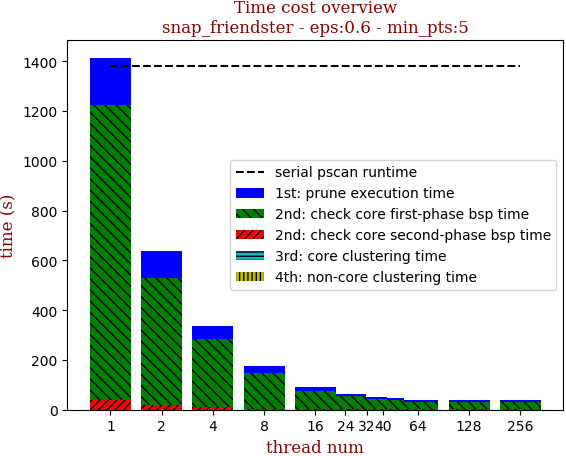 Time cost overview
snap_friendster - eps:0.6 - min_pts:5
time (s)
1400
1200
1000
800
600
400
200
0
serial pscan runtime
1st: prune execution time
2nd: check core first-phase bsp time
2nd: check core second-phase bsp time
3rd: core clustering time
4th: non-core clustering time
1 2 4 8 16 24 32 40 64 128 256
thread num